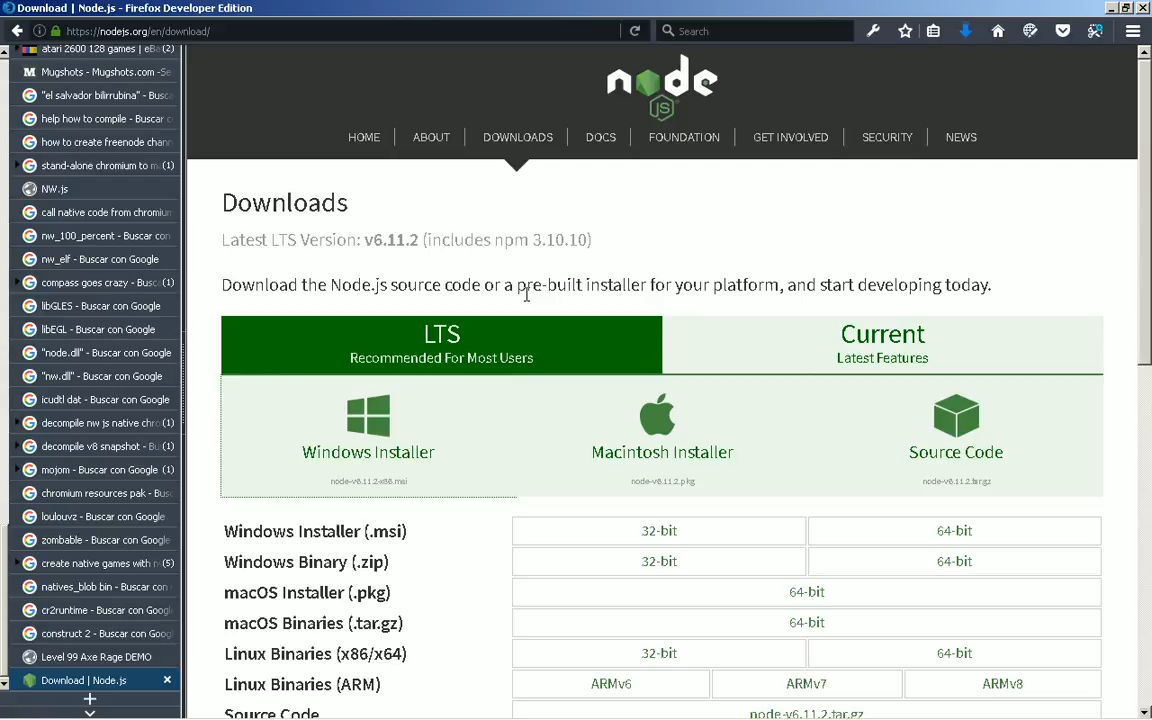 Download | Node.js - Firefox Developer Edition
https://nodejs.org/en/download/
Search
atari 2600 128 games | eBa (2)
Mugshots - Mugshots.com -Se
"el salvador bilirrubina" - Busc
help how to compile - Buscar c
how to create freenode chan
stand-alone chromium to m (1)
NW.js
call native code from chromiu
nw_100_percent - Buscar con
nw_elf - Buscar con Google
compass goes crazy - Busc (1)
libGLES - Buscar con Google
libEGL - Buscar con Google
"node.dll" - Buscar con Google
"nw.dll" - Buscar con Google
icudtl dat - Buscar con Google
decompile nw js native chro (1)
decompile v8 snapshot - Bu (1)
mojom - Buscar con Google (1)
chromium resources pak - Busc
loulouvz - Buscar con Google
zombable - Buscar con Google
create native games with n (5)
natives_blob bin - Buscar con
cr2runtime - Buscar con Google
construct 2 - Buscar con Goog
Level 99 Axe Rage DEMO
Download | Node.js
node
JS
HOME ABOUT DOWNLOADS DOCS FOUNDATION GET INVOLVED SECURITY NEWS
Downloads
Latest LTS Version: v6.11.2 (includes npm 3.10.10)
Download the Node.js source code or a pre-built installer for your platform, and start developing today.
LTS
Recommended For Most Users
Current
Latest Features
Windows Installer
node-v6.11.2-x86.msi
Macintosh Installer
node-v6.11.2.pkg
Source Code
node-v6.11.2.tar.gz
Windows Installer (.msi) 32-bit 64-bit
Windows Binary (.zip) 32-bit 64-bit
macOS Installer (.pkg) 64-bit
macOS Binaries (.tar.gz) 64-bit
Linux Binaries (x86/x64) 32-bit 64-bit
Linux Binaries (ARM) ARMv6 ARMv7 ARMv8
Source Code node-v6.11.2.tar.gz